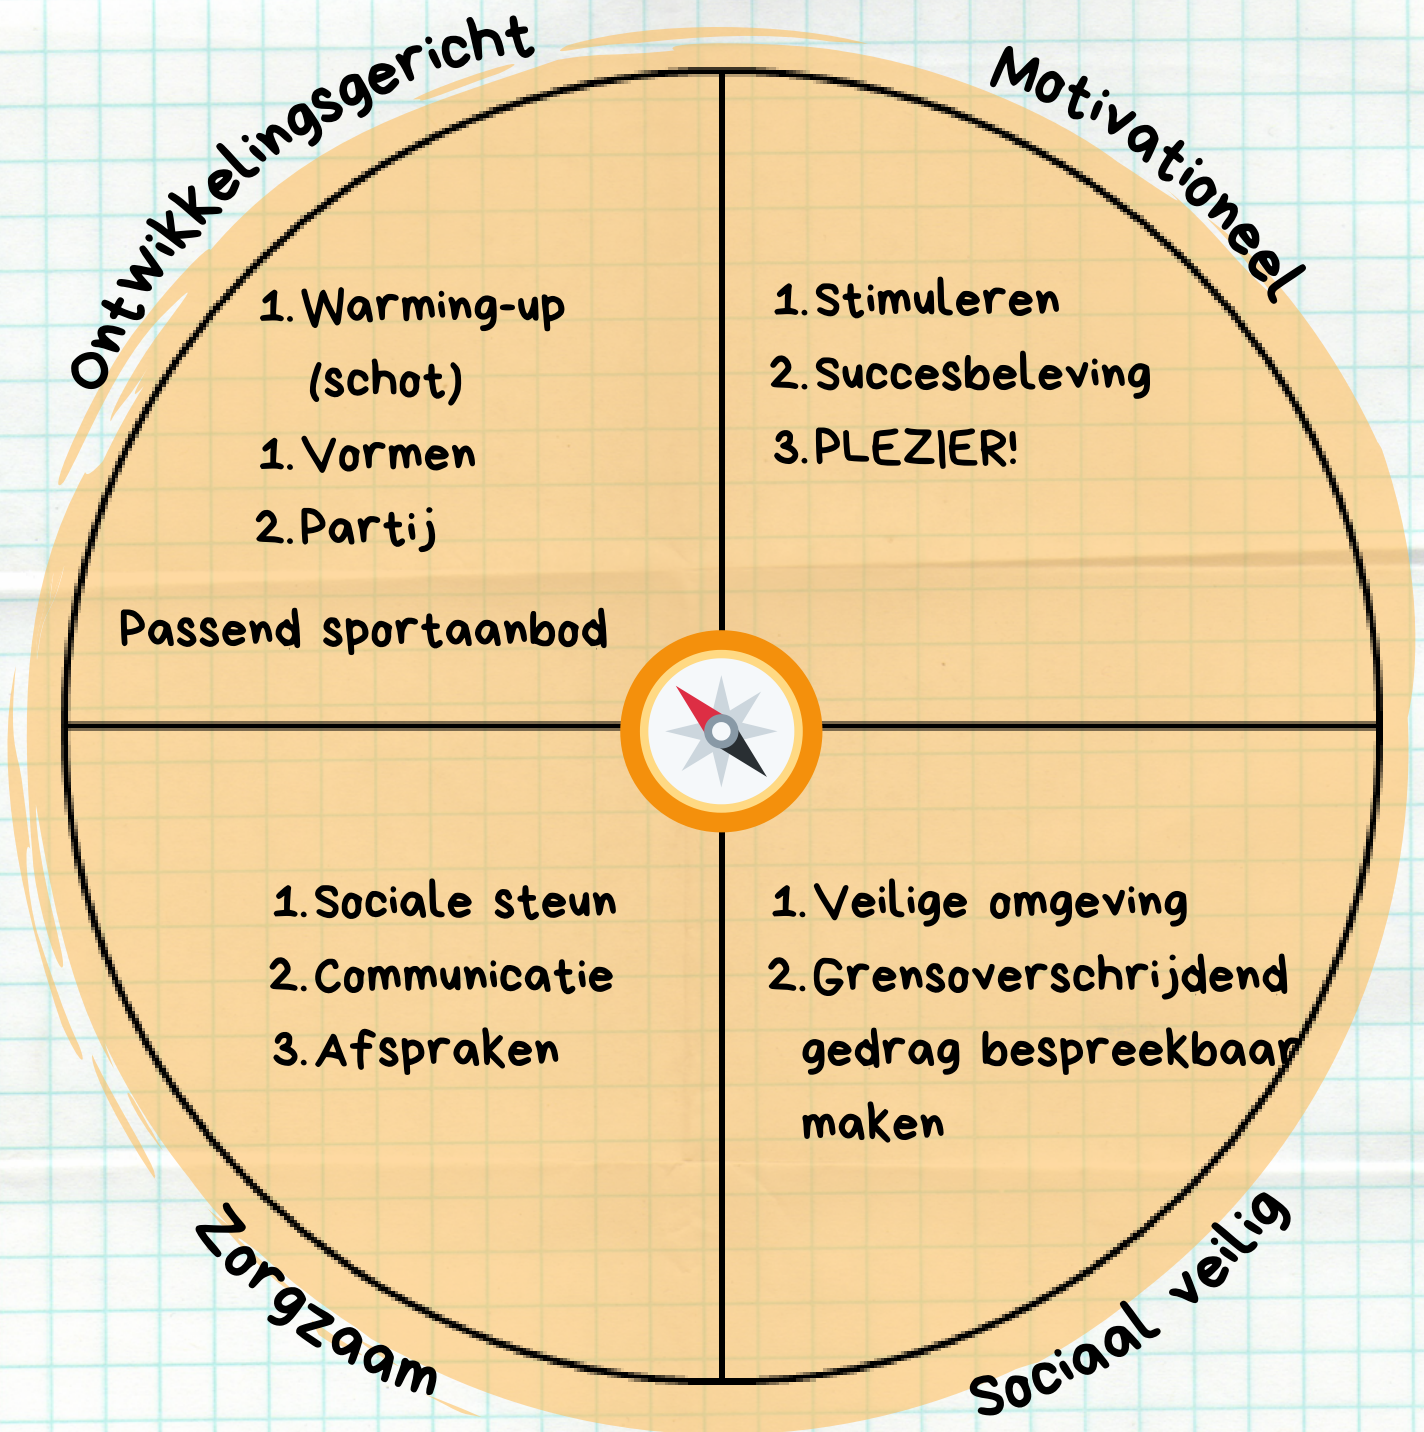 Ontwikkelingsgericht
1. Warming-up
(schot)
1. Vormen
2. Partij
Passend sportaanbod
Motivationeel
1. Stimuleren
2. Succesbeleving
3. PLEZIER!
Zorgzaam
1. Sociale steun
2. Communicatie
3. Afspraken
Sociaal veilig
1. Veilige omgeving
2. Grensoverschrijdend
gedrag bespreekbaar
maken